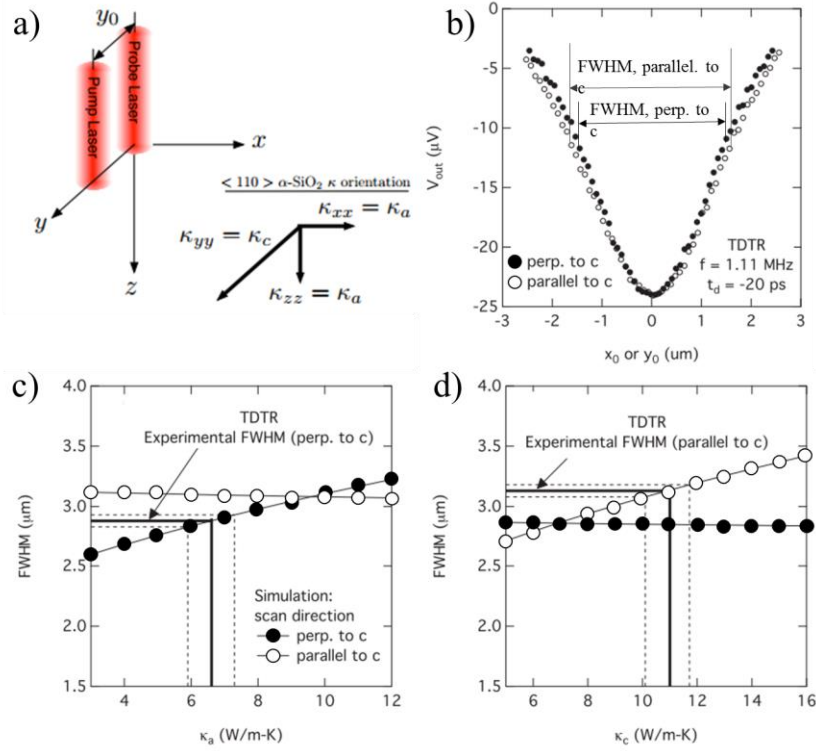 a)
y₀
Probe Laser
Pump Laser
x
y
z
< 110 > α-SiO₂ κ orientation
κxx = κa
κyy = κc
κzz = κa
b)
0
-5
-10
-15
-20
-25
Vout (μV)
FWHM, parallel. to
c
FWHM, perp. to
c
perp. to c
parallel to c
TDTR
f = 1.11 MHz
td = -20 ps
-3 -2 -1 0 1 2 3
x₀ or y₀ (um)
c)
4.0
3.5
3.0
2.5
2.0
1.5
FWHM (μm)
TDTR
Experimental FWHM (perp. to c)
Simulation:
scan direction
perp. to c
parallel to c
4 6 8 10 12
κa (W/m-K)
d)
4.0
3.5
3.0
2.5
2.0
1.5
FWHM (μm)
TDTR
Experimental FWHM (parallel to c)
6 8 10 12 14 16
κc (W/m-K)